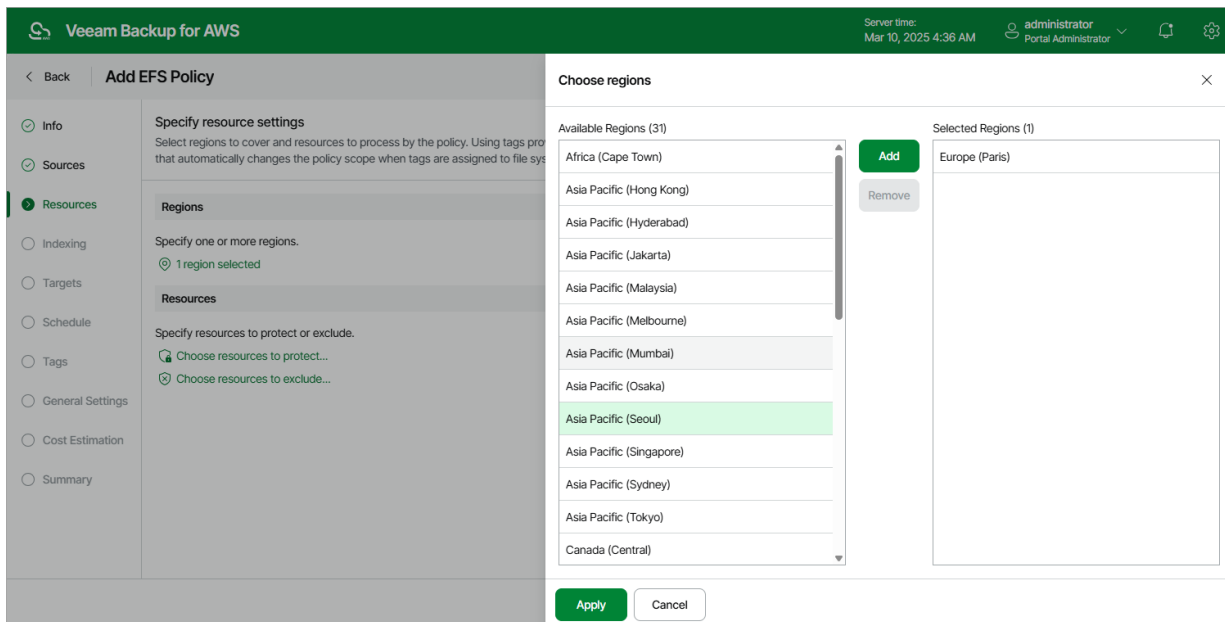 Veeam Backup for AWS
Server time:
Mar 10, 2025 4:36 AM
administrator
Portal Administrator
Back
Add EFS Policy
Info
Sources
Resources
Indexing
Targets
Schedule
Tags
General Settings
Cost Estimation
Summary
Specify resource settings
Select regions to cover and resources to process by the policy. Using tags pro
that automatically changes the policy scope when tags are assigned to file sys
Regions
Specify one or more regions.
1 region selected
Resources
Specify resources to protect or exclude.
Choose resources to protect...
Choose resources to exclude...
Choose regions
Available Regions (31)
Africa (Cape Town)
Asia Pacific (Hong Kong)
Asia Pacific (Hyderabad)
Asia Pacific (Jakarta)
Asia Pacific (Malaysia)
Asia Pacific (Melbourne)
Asia Pacific (Mumbai)
Asia Pacific (Osaka)
Asia Pacific (Seoul)
Asia Pacific (Singapore)
Asia Pacific (Sydney)
Asia Pacific (Tokyo)
Canada (Central)
Add
Remove
Selected Regions (1)
Europe (Paris)
Apply
Cancel